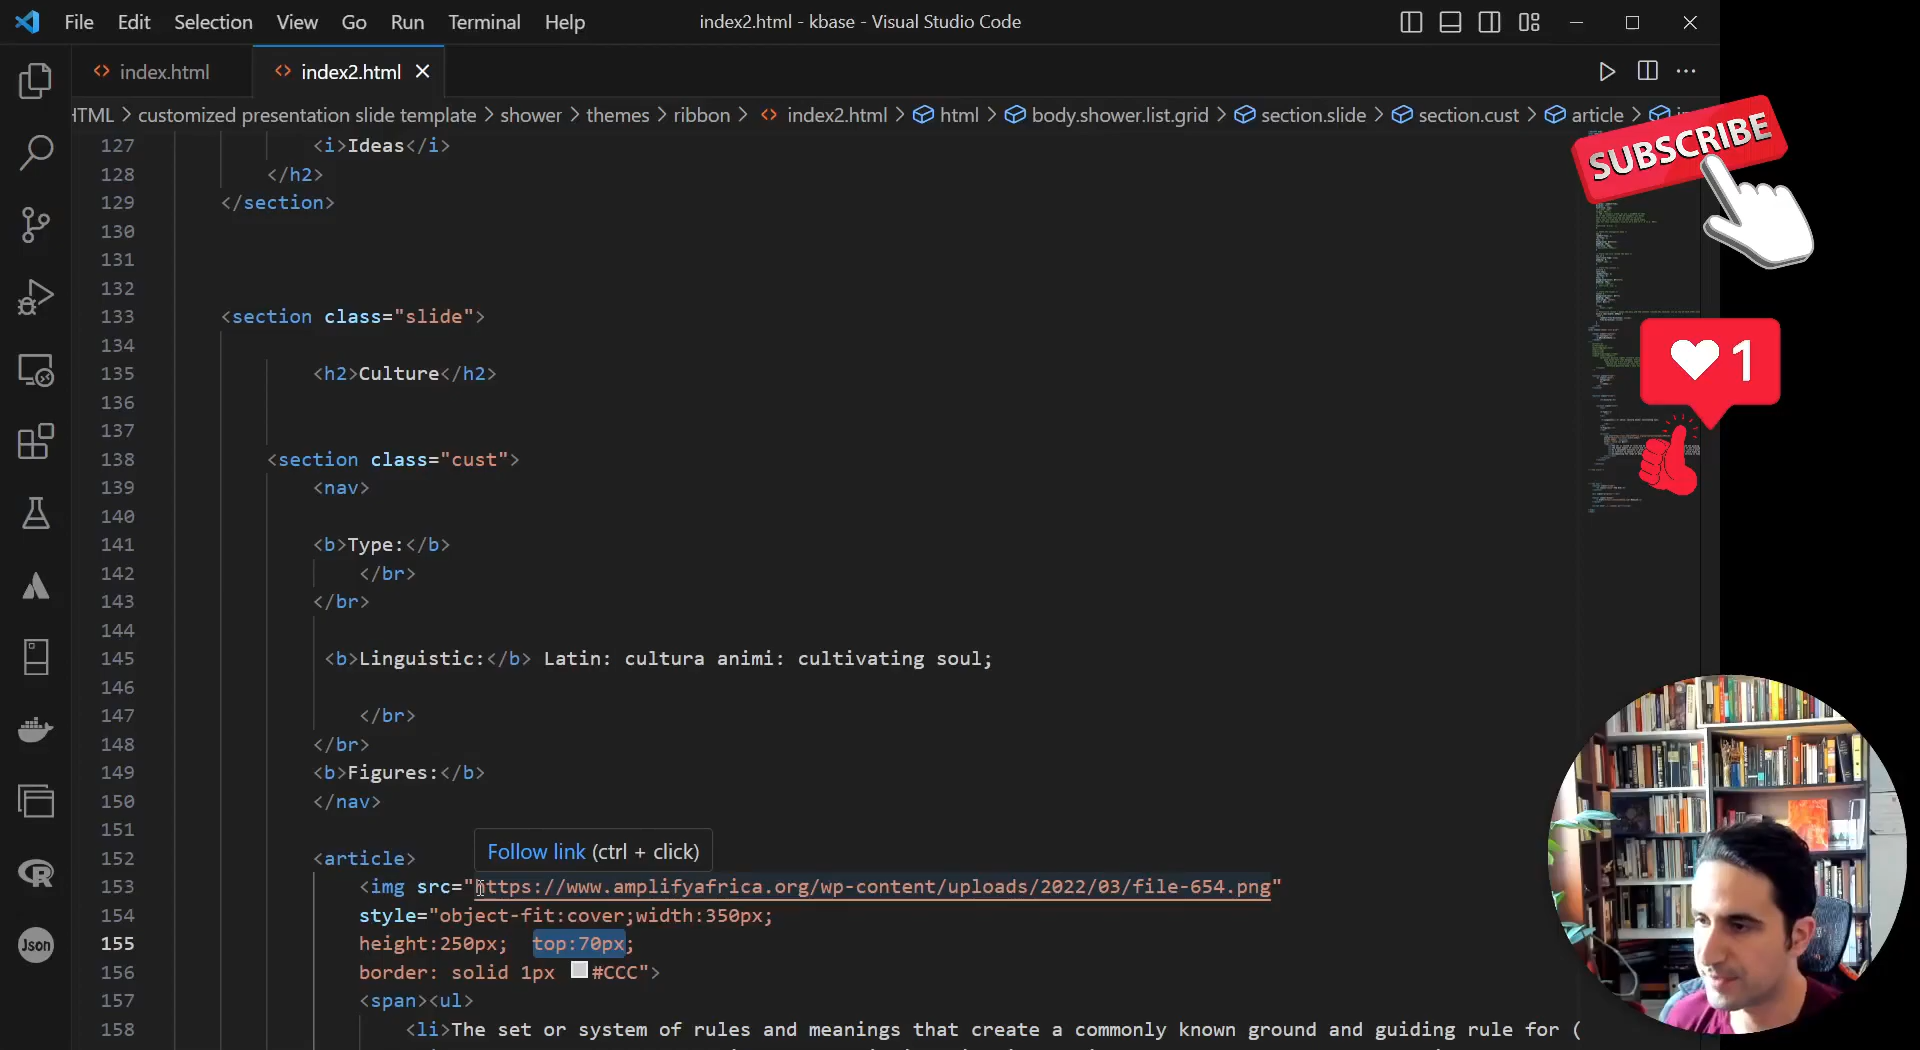 File Edit Selection View Go Run Terminal Help index2.html - kbase - Visual Studio Code
index.html index2.html
HTML > customized presentation slide template > shower > themes > ribbon > index2.html > html > body.shower.list.grid > section.slide > section.cust > article
SUBSCRIBE
127 <i>Ideas</i>
128 </h2>
129 </section>
130
131
132
133 <section class="slide">
134
135 <h2>Culture</h2>
136
137
138 <section class="cust">
139 <nav>
140
141 <b>Type:</b>
142 </br>
143 </br>
144
145 <b>Linguistic:</b> Latin: cultura animi: cultivating soul;
146
147 </br>
148 </br>
149 <b>Figures:</b>
150 </nav>
151
Follow link (ctrl + click)
152 <article>
153 <img src="https://www.amplifyafrica.org/wp-content/uploads/2022/03/file-654.png"
154 style="object-fit:cover;width:350px;
155 height:250px; top:70px;
156 border: solid 1px #CCC">
157 <span><ul>
158 <li>The set or system of rules and meanings that create a commonly known ground and guiding rule for (
1
Json